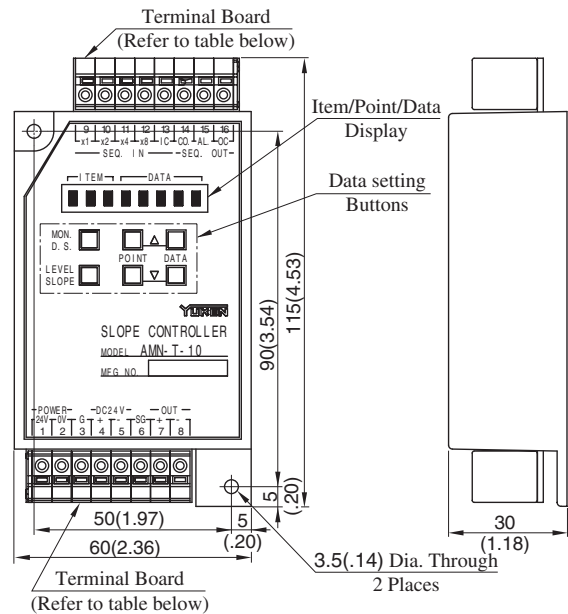 Terminal Board
(Refer to table below)
9 10 11 12 13 14 15 16
x1 x2 x4 x8 IC CO. AL. OC
SEQ. IN SEQ. OUT
Item/Point/Data
Display
ITEM DATA
Data setting
Buttons
MON.
D. S.
POINT DATA
LEVEL
SLOPE
YUKEN
SLOPE CONTROLLER
MODEL AMN-T-10
MFG. NO.
POWER DC24V OUT
24V 0V G + - SG + -
1 2 3 4 5 6 7 8
90(3.54)
115(4.53)
5
(.20)
50(1.97)
5
(.20)
60(2.36)
3.5(.14) Dia. Through
2 Places
Terminal Board
(Refer to table below)
30
(1.18)